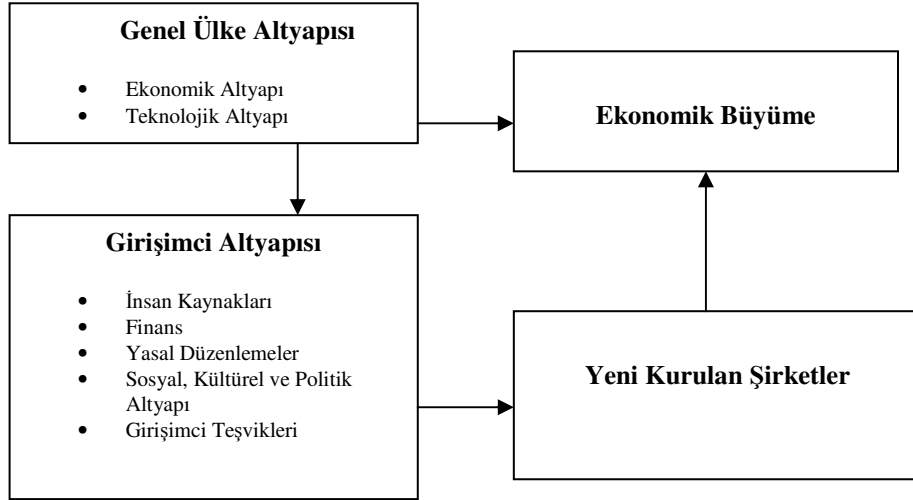 Genel Ülke Altyapısı
• Ekonomik Altyapı
• Teknolojik Altyapı
Ekonomik Büyüme
Girişimci Altyapısı
• İnsan Kaynakları
• Finans
• Yasal Düzenlemeler
• Sosyal, Kültürel ve Politik
Altyapı
• Girişimci Teşvikleri
Yeni Kurulan Şirketler